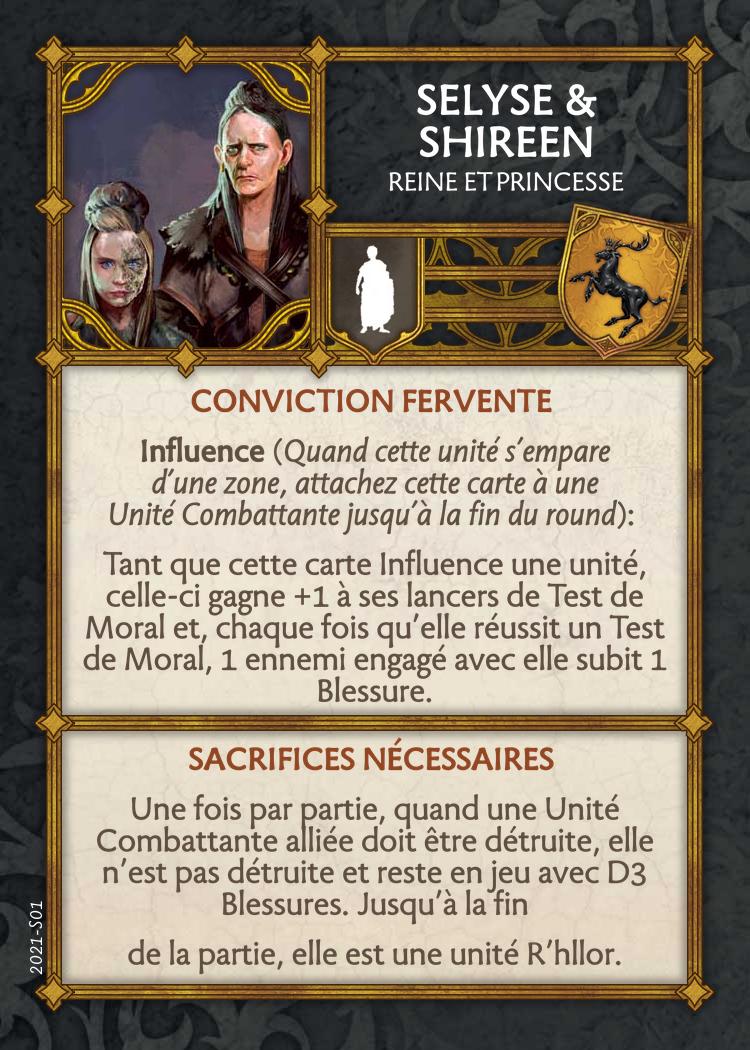 SELYSE &
SHIREEN
REINE ET PRINCESSE
CONVICTION FERVENTE
Influence (Quand cette unité s'empare
d'une zone, attachez cette carte à une
Unité Combattante jusqu'à la fin du round):
Tant que cette carte Influence une unité,
celle-ci gagne +1 à ses lancers de Test de
Moral et, chaque fois qu'elle réussit un Test
de Moral, 1 ennemi engagé avec elle subit 1
Blessure.
SACRIFICES NÉCESSAIRES
Une fois par partie, quand une Unité
Combattante alliée doit être détruite, elle
n'est pas détruite et reste en jeu avec D3
Blessures. Jusqu'à la fin
de la partie, elle est une unité R'hllor.
2021-S01